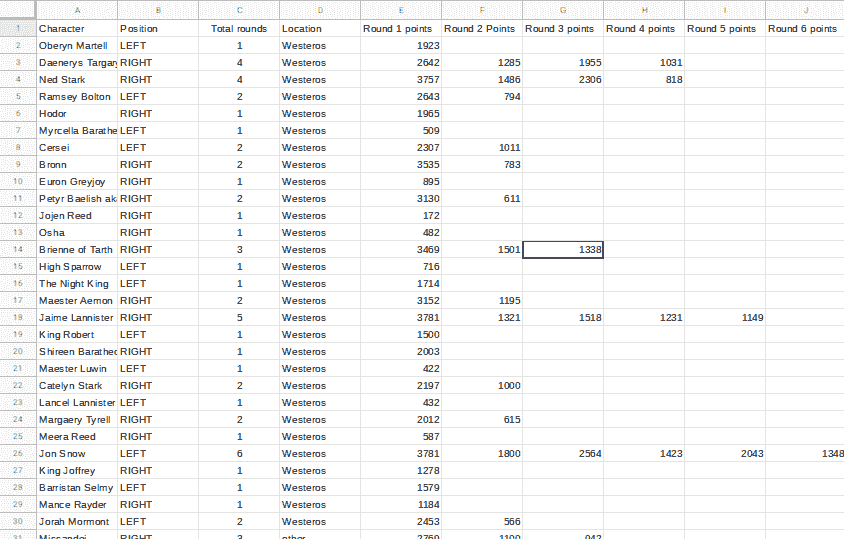 A B C D E F G H I J
1 Character Position Total rounds Location Round 1 points Round 2 Points Round 3 points Round 4 points Round 5 points Round 6 points
2 Oberyn Martell LEFT 1 Westeros 1923
3 Daenerys Targary RIGHT 4 Westeros 2642 1285 1955 1031
4 Ned Stark RIGHT 4 Westeros 3757 1486 2306 818
5 Ramsey Bolton LEFT 2 Westeros 2643 794
6 Hodor RIGHT 1 Westeros 1965
7 Myrcella Barathe LEFT 1 Westeros 509
8 Cersei LEFT 2 Westeros 2307 1011
9 Bronn RIGHT 2 Westeros 3535 783
10 Euron Greyjoy RIGHT 1 Westeros 895
11 Petyr Baelish aka RIGHT 2 Westeros 3130 611
12 Jojen Reed RIGHT 1 Westeros 172
13 Osha RIGHT 1 Westeros 482
14 Brienne of Tarth RIGHT 3 Westeros 3469 1501 1338
15 High Sparrow LEFT 1 Westeros 716
16 The Night King LEFT 1 Westeros 1714
17 Maester Aemon RIGHT 2 Westeros 3152 1195
18 Jaime Lannister RIGHT 5 Westeros 3781 1321 1518 1231 1149
19 King Robert LEFT 1 Westeros 1500
20 Shireen Baratheo RIGHT 1 Westeros 2003
21 Maester Luwin LEFT 1 Westeros 422
22 Catelyn Stark RIGHT 2 Westeros 2197 1000
23 Lancel Lannister LEFT 1 Westeros 432
24 Margaery Tyrell RIGHT 2 Westeros 2012 615
25 Meera Reed RIGHT 1 Westeros 587
26 Jon Snow LEFT 6 Westeros 3781 1800 2564 1423 2043 1348
27 King Joffrey RIGHT 1 Westeros 1278
28 Barristan Selmy LEFT 1 Westeros 1579
29 Mance Rayder RIGHT 1 Westeros 1184
30 Jorah Mormont LEFT 2 Westeros 2453 566
31 Missandei RIGHT 3 other 2769 1100 942